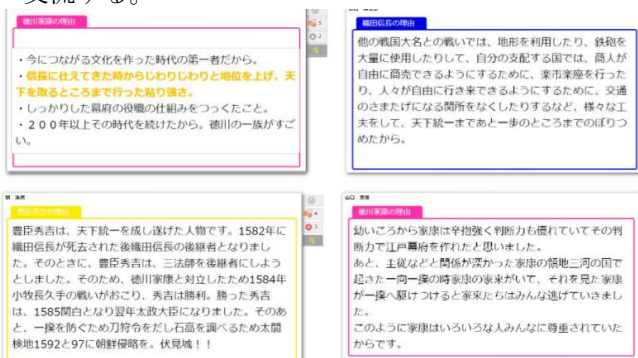 交流する。
徳川家康の理由
・今につながる文化を作った時代の第一者だから。
・信長に仕えてきた時からじわりじわりと地位を上げ、天
下を取るところまで行った粘り強さ。
・しっかりした幕府の役職の仕組みをつっくたこと。
・２００年以上その時代を続けたから。徳川の一族がすご
い。
5
2
織田信長の理由
他の戦国大名との戦いでは、地形を利用したり、鉄砲を
大量に使用したりして、自分の支配する国では、商人が
自由に商売できるようにするために、楽市楽座を行った
り、人々が自由に行き来できるようにするために、交通
のさまたげになる関所をなくしたりするなど、様々な工
夫をして、天下統一まであと一歩のところまでのぼりつ
めたから。
豊臣秀吉の理由
豊臣秀吉は、天下統一を成し遂げた人物です。1582年に
織田信長が死去された後織田信長の後継者となりまし
た。そのときに、豊臣秀吉は、三法師を後継者にしよう
としました。そのため、徳川家康と対立したため1584年
小牧長久手の戦いがおこり、秀吉は勝利。勝った秀吉
は、1585関白となり翌年太政大臣になりました。そのあ
と、一揆を防ぐため刀狩令をだし石高を調べるため太閤
検地1592と97に朝鮮侵略を。伏見城！！
4
3
山口
徳川家康の理由
幼いころから家康は辛抱強く判断力も優れていてその判
断力で江戸幕府を作れたと思いました。
あと、主従などと関係が深かった家康の領地三河の国で
起きた一向一揆の時家康の家来がいて、それを見た家康
が一揆へ駆けつけると家来たちはみんな逃げていきまし
た。
このように家康はいろいろな人みんなに尊重されていた
からです。